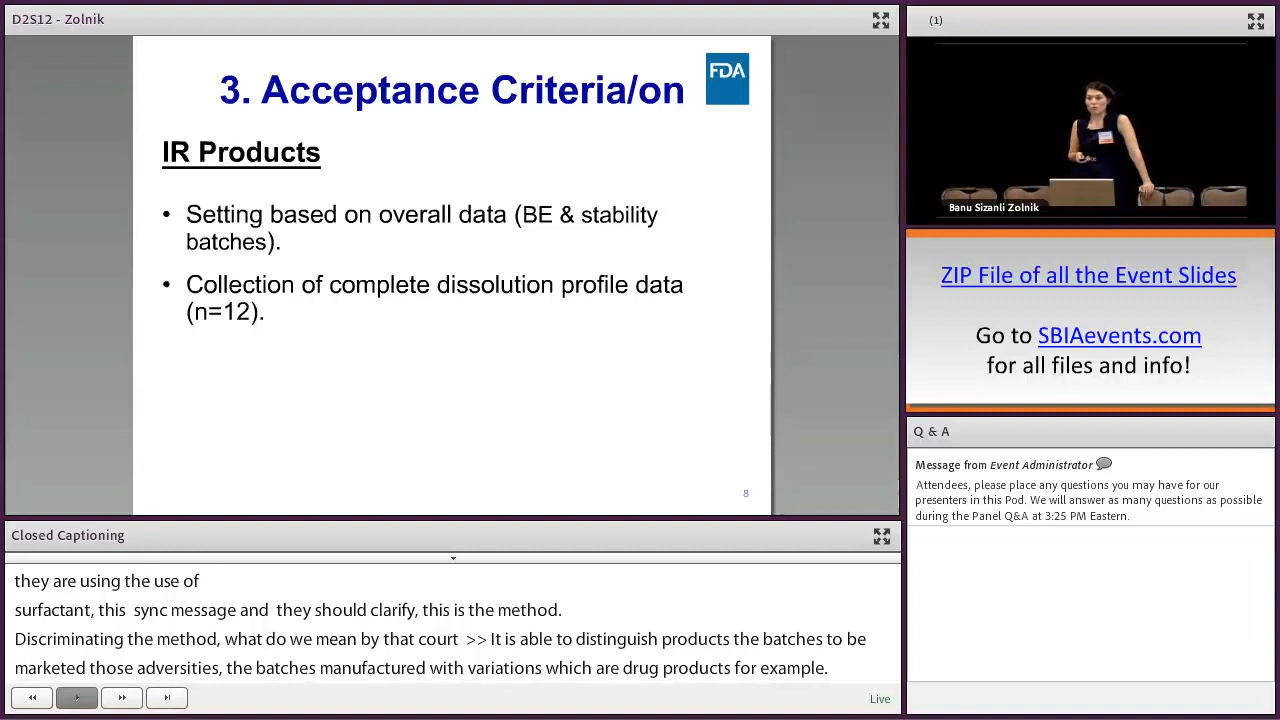 D2S12 - Zolnik
3. Acceptance Criteria/on
FDA
IR Products
• Setting based on overall data (BE & stability
batches).
• Collection of complete dissolution profile data
(n=12).
8
(1)
Banu Sizanli Zolnik
ZIP File of all the Event Slides
Go to SBIAevents.com
for all files and info!
Q & A
Message from Event Administrator
Attendees, please place any questions you may have for our
presenters in this Pod. We will answer as many questions as possible
during the Panel Q&A at 3:25 PM Eastern.
Closed Captioning
they are using the use of
surfactant, this sync message and they should clarify, this is the method.
Discriminating the method, what do we mean by that court >> It is able to distinguish products the batches to be
marketed those adversities, the batches manufactured with variations which are drug products for example.
Live